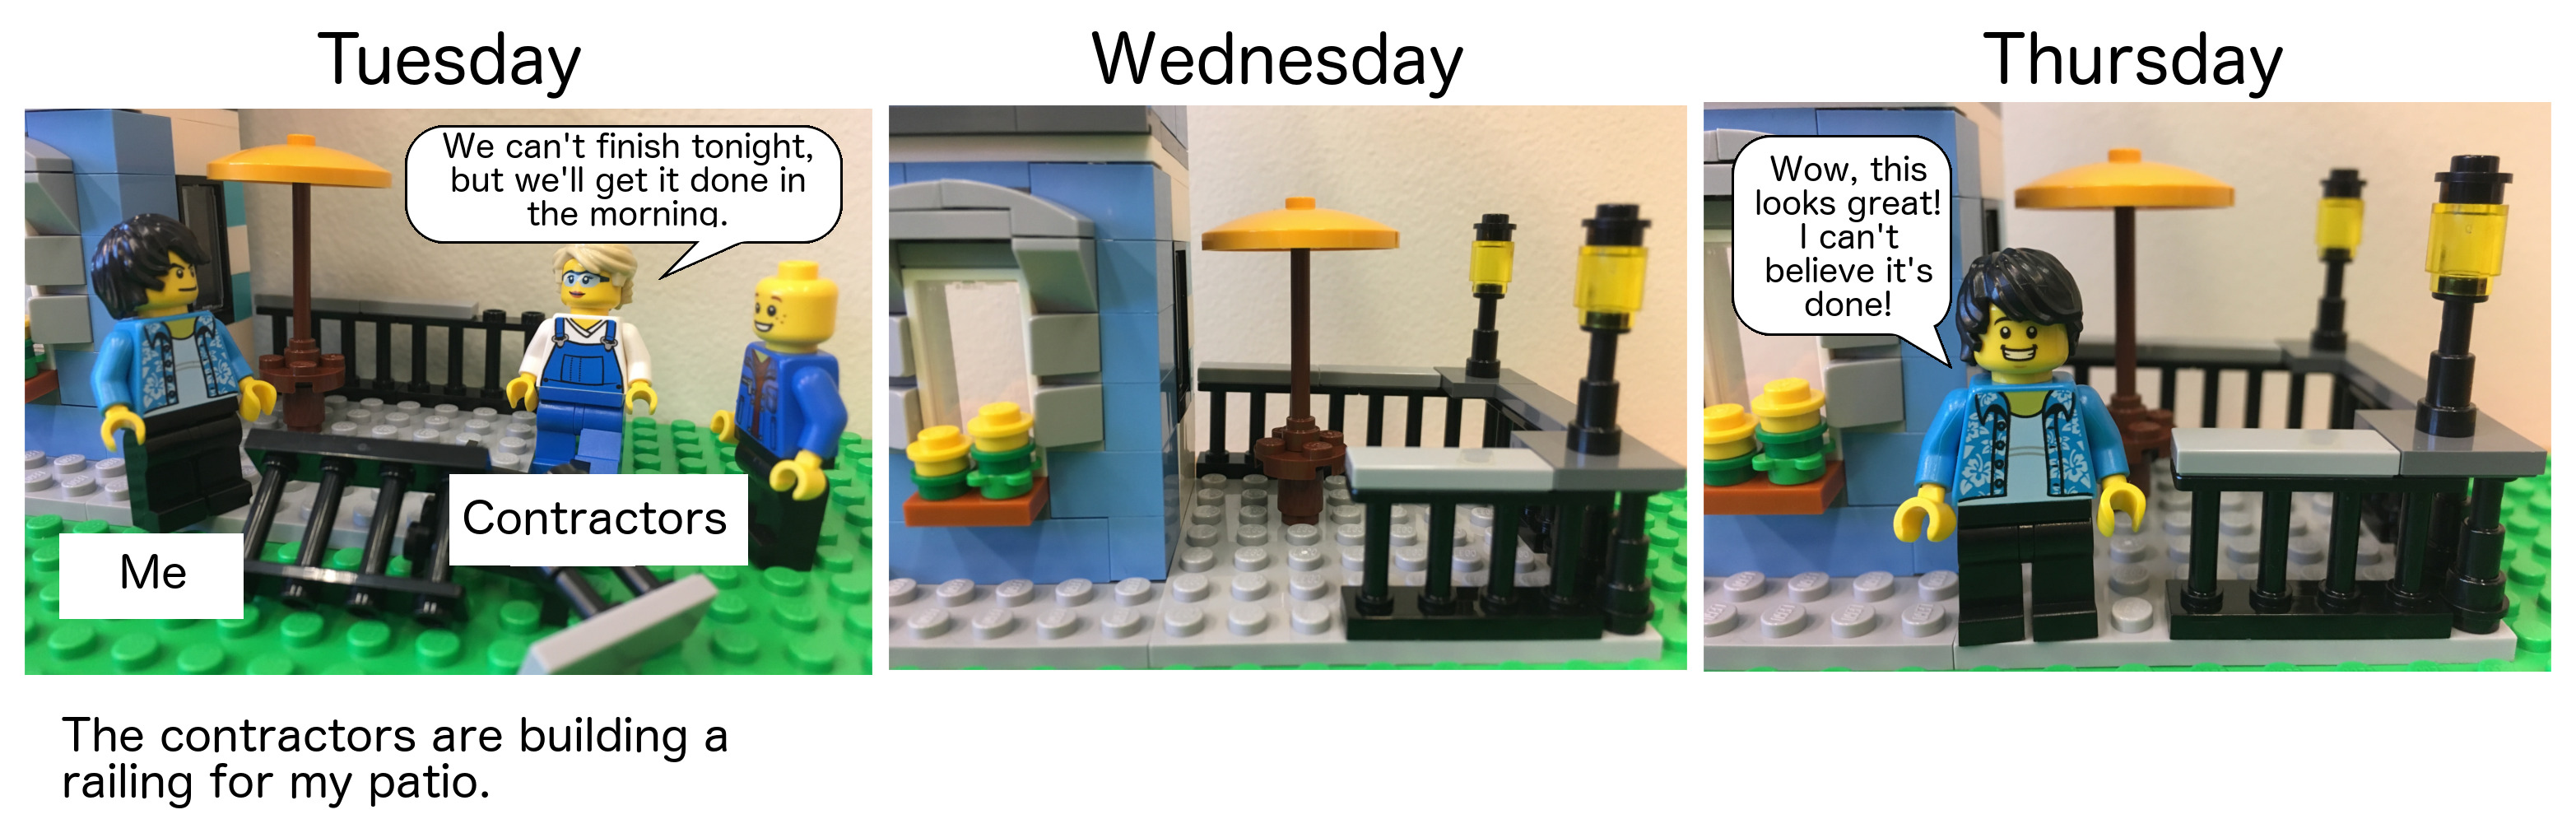 Tuesday
We can't finish tonight,
but we'll get it done in
the morning.
Me
Contractors
The contractors are building a
railing for my patio.
Wednesday
Thursday
Wow, this
looks great!
I can't
believe it's
done!